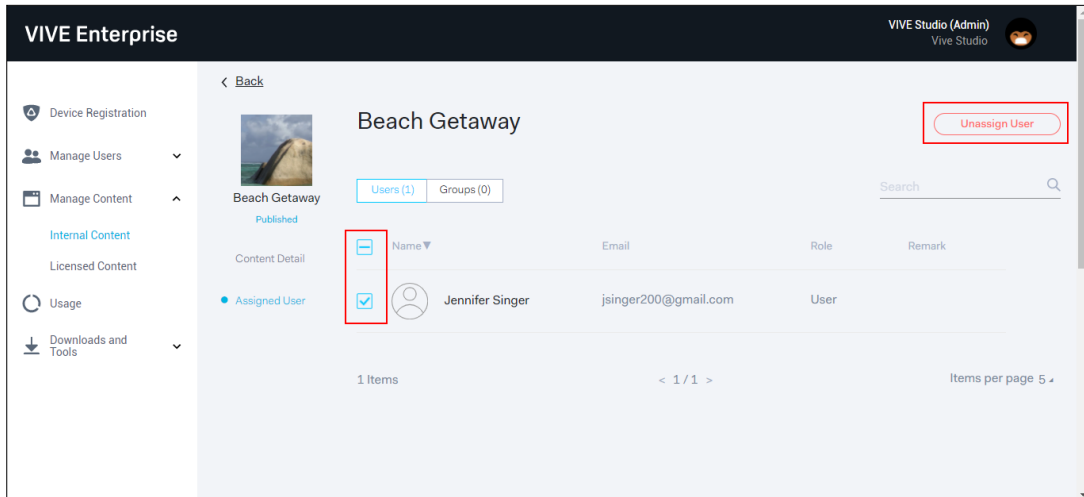 VIVE Enterprise
VIVE Studio (Admin)
Vive Studio
Back
Device Registration
Manage Users
Manage Content
Internal Content
Licensed Content
Usage
Downloads and
Tools
Beach Getaway
Published
Content Detail
Assigned User
Beach Getaway
Unassign User
Users (1) Groups (0)
Search
Name▼ Email Role Remark
Jennifer Singer jsinger200@gmail.com User
1 Items < 1 / 1 > Items per page 5